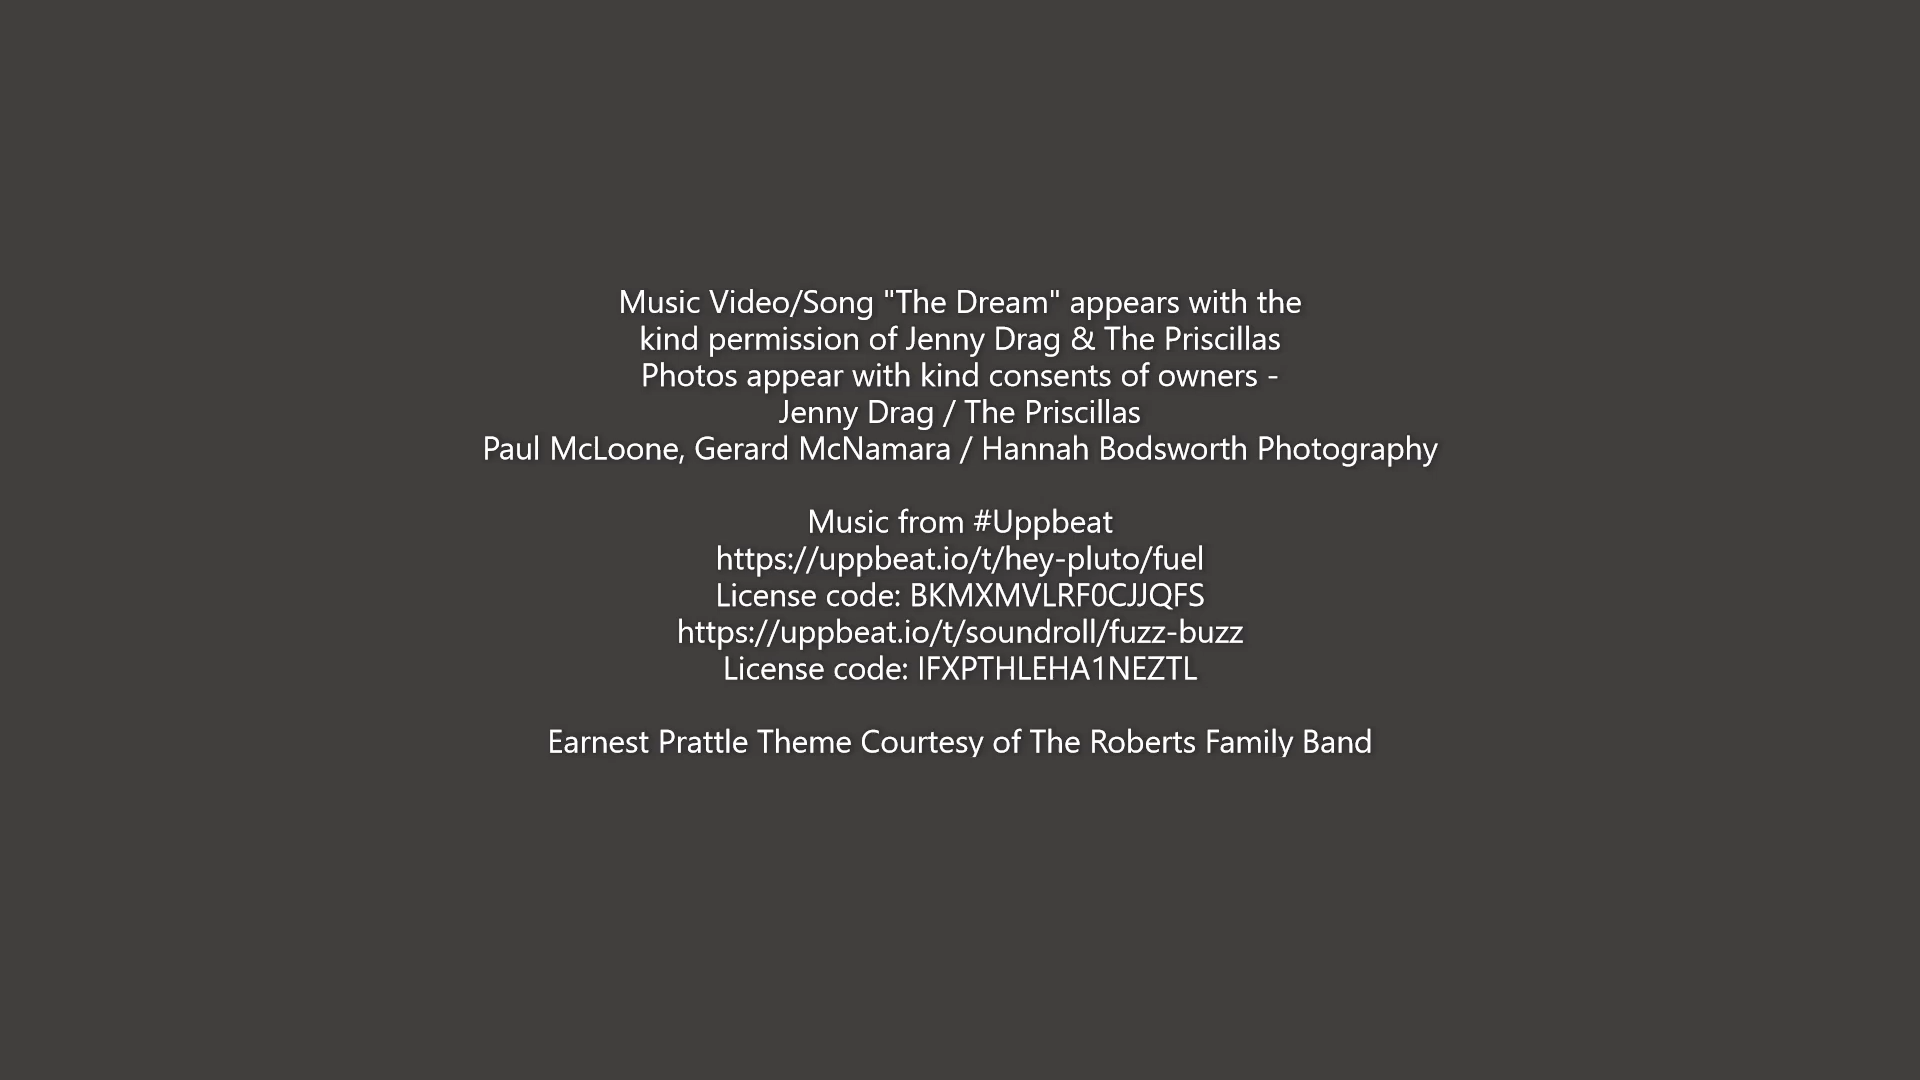 Music Video/Song "The Dream" appears with the
kind permission of Jenny Drag & The Priscillas
Photos appear with kind consents of owners -
Jenny Drag / The Priscillas
Paul McLoone, Gerard McNamara / Hannah Bodsworth Photography
Music from #Uppbeat
https://uppbeat.io/t/hey-pluto/fuel
License code: BKMXMVLRF0CJJQFS
https://uppbeat.io/t/soundroll/fuzz-buzz
License code: IFXPTHLEHA1NEZTL
Earnest Prattle Theme Courtesy of The Roberts Family Band